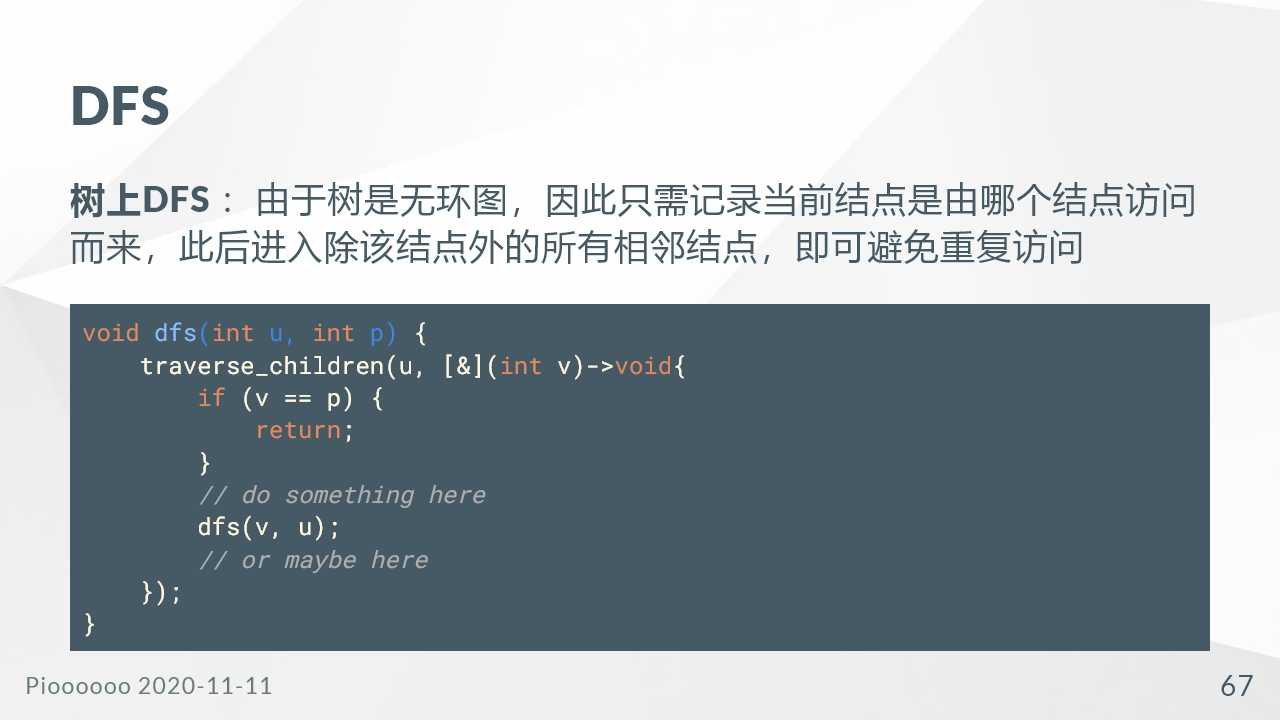 DFS
树上DFS： 由于树是无环图，因此只需记录当前结点是由哪个结点访问
而来，此后进入除该结点外的所有相邻结点，即可避免重复访问
void dfs(int u, int p) {
    traverse_children(u, [&](int v)->void{
        if (v == p) {
            return;
        }
        // do something here
        dfs(v, u);
        // or maybe here
    });
}
Pioooooo 2020-11-11
67